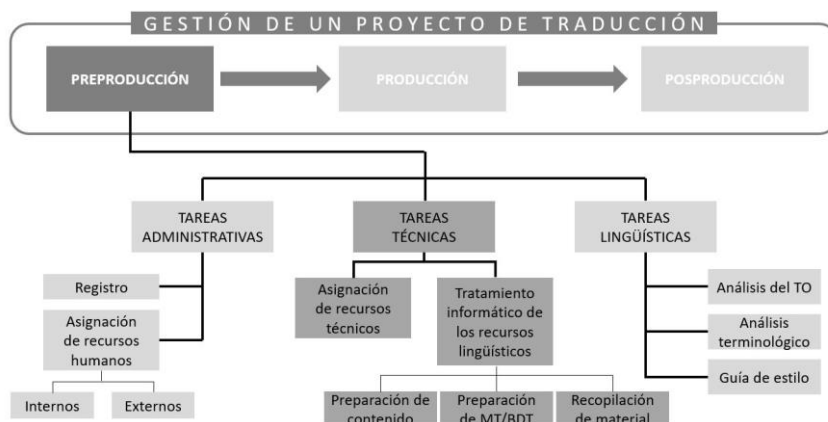 GESTIÓN DE UN PROYECTO DE TRADUCCIÓN
PREPRODUCCIÓN
PRODUCCIÓN
POSPRODUCCIÓN
TAREAS
ADMINISTRATIVAS
TAREAS
TÉCNICAS
TAREAS
LINGÜÍSTICAS
Registro
Asignación
de recursos
humanos
Internos
Externos
Asignación
de recursos
técnicos
Tratamiento
informático de
los recursos
lingüísticos
Preparación de
contenido
Preparación
de MT/BDT
Recopilación
de material
Análisis del TO
Análisis
terminológico
Guía de estilo